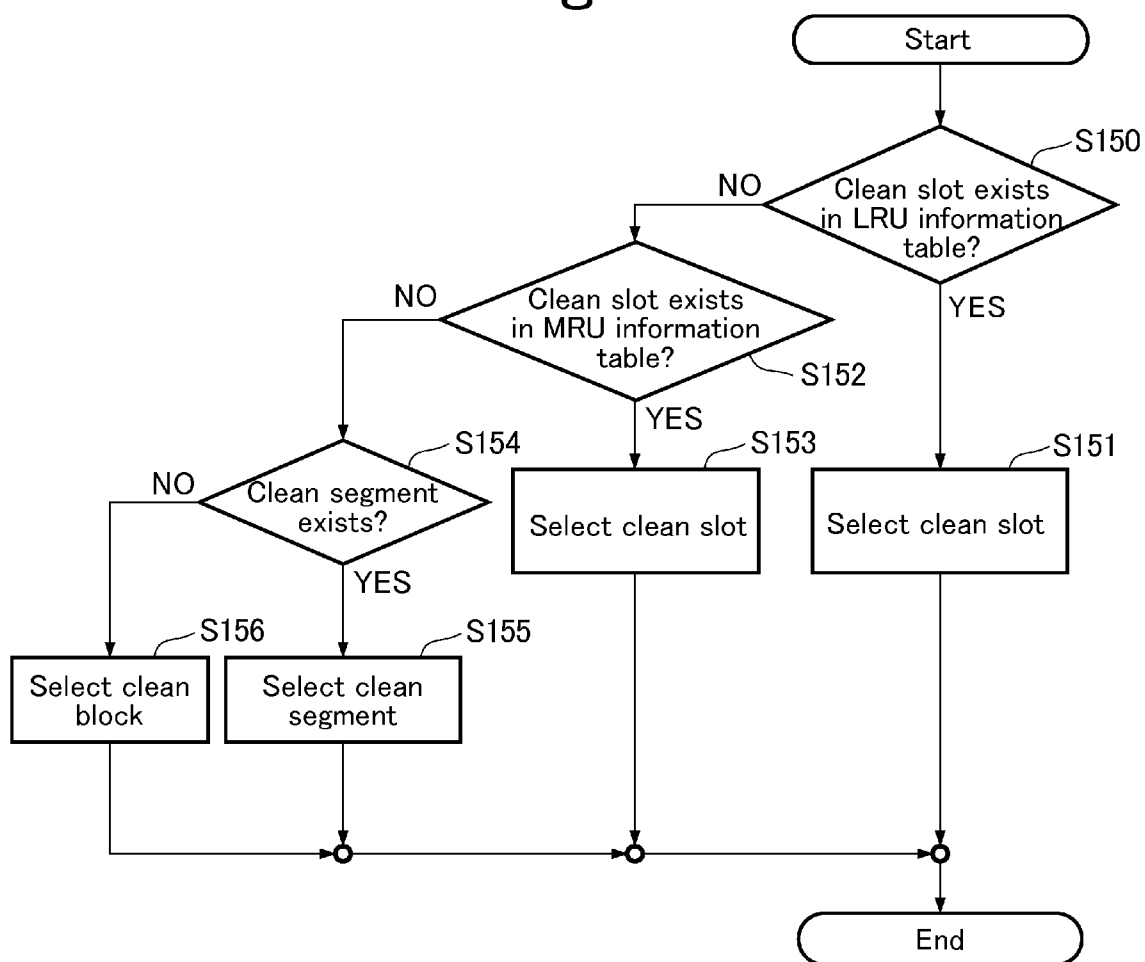 g
Start
S150
Clean slot exists
in LRU information
table?
NO
YES
Clean slot exists
in MRU information
table?
NO
S152
YES
S154
S153
S151
Clean segment
exists?
NO
Select clean slot
Select clean slot
YES
S156
S155
Select clean
block
Select clean
segment
End